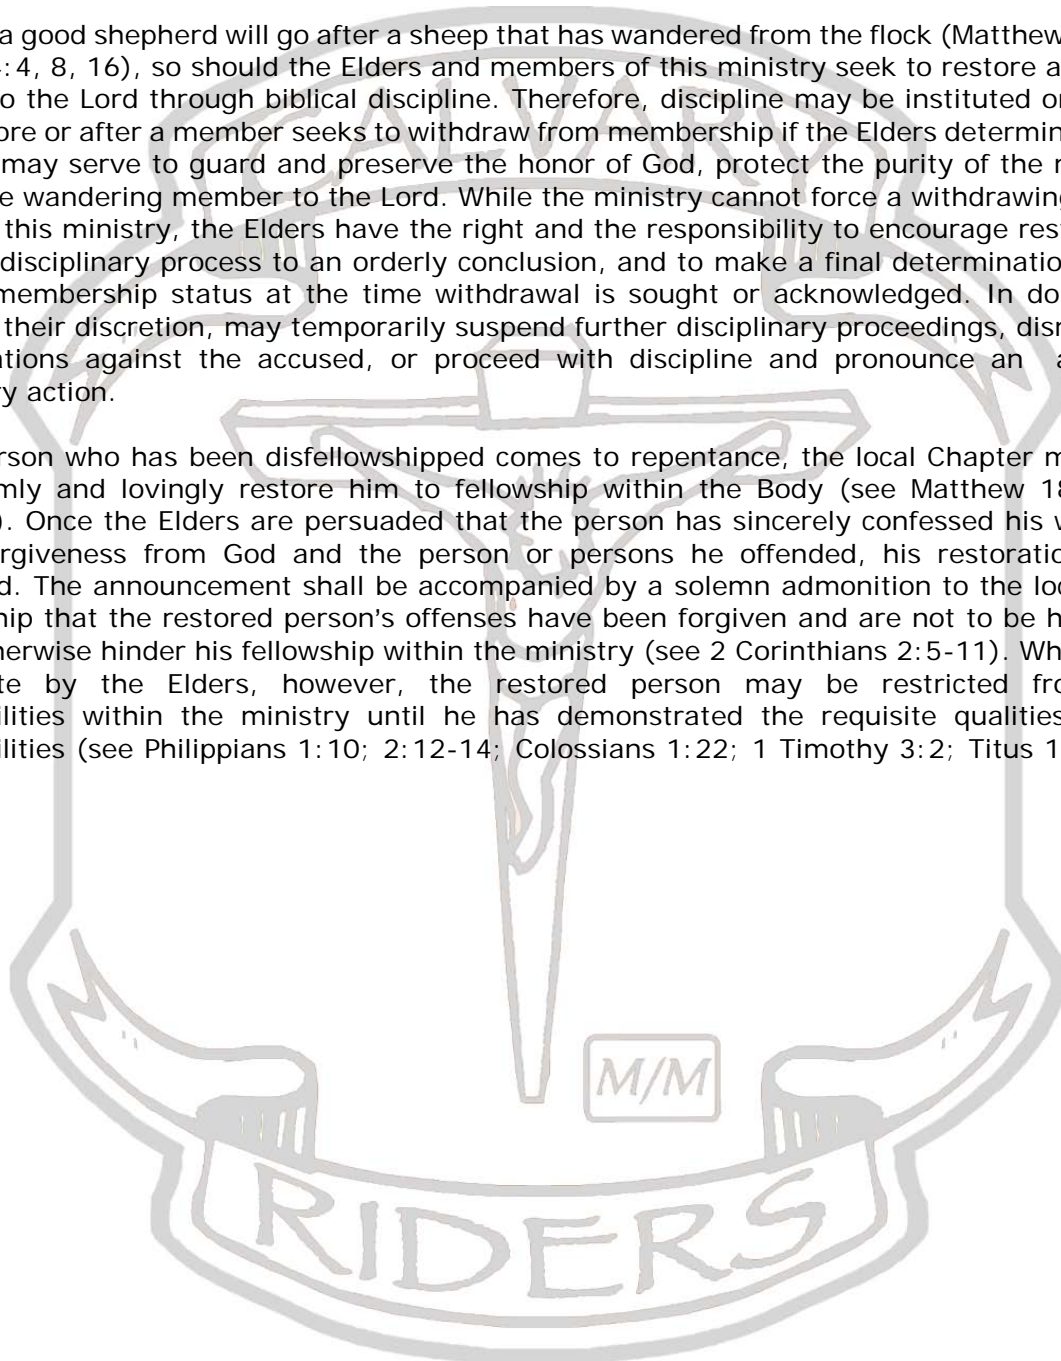 a good shepherd will go after a sheep that has wandered from the flock (Matthew
:4, 8, 16), so should the Elders and members of this ministry seek to restore a
o the Lord through biblical discipline. Therefore, discipline may be instituted or
ore or after a member seeks to withdraw from membership if the Elders determin
may serve to guard and preserve the honor of God, protect the purity of the
e wandering member to the Lord. While the ministry cannot force a withdrawing
this ministry, the Elders have the right and the responsibility to encourage rest
disciplinary process to an orderly conclusion, and to make a final determinatio
membership status at the time withdrawal is sought or acknowledged. In do
their discretion, may temporarily suspend further disciplinary proceedings, disr
ations against the accused, or proceed with discipline and pronounce an a
ry action.
erson who has been disfellowshipped comes to repentance, the local Chapter m
mly and lovingly restore him to fellowship within the Body (see Matthew 18
). Once the Elders are persuaded that the person has sincerely confessed his w
rgiveness from God and the person or persons he offended, his restoratio
d. The announcement shall be accompanied by a solemn admonition to the loc
hip that the restored person's offenses have been forgiven and are not to be h
herwise hinder his fellowship within the ministry (see 2 Corinthians 2:5-11). Wh
te by the Elders, however, the restored person may be restricted fro
ilities within the ministry until he has demonstrated the requisite qualities
ilities (see Philippians 1:10; 2:12-14; Colossians 1:22; 1 Timothy 3:2; Titus 1
CALVARY
M/M
RIDERS